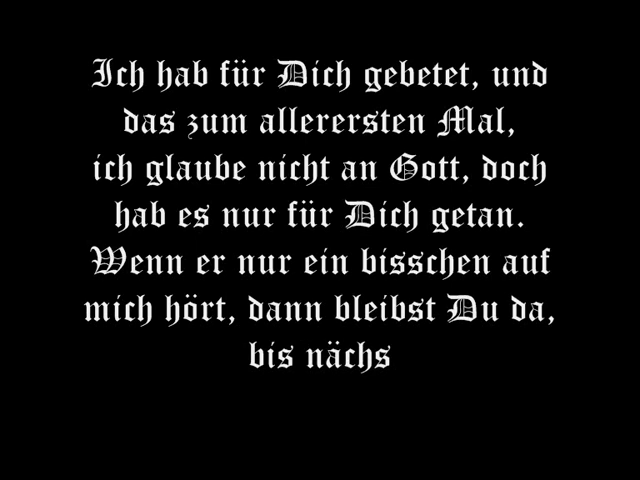 Ich hab für Dich gebetet, und
das zum allerersten Mal,
ich glaube nicht an Gott, doch
hab es nur für Dich getan.
Wenn er nur ein bisschen auf
mich hört, dann bleibst Du da,
bis nächs